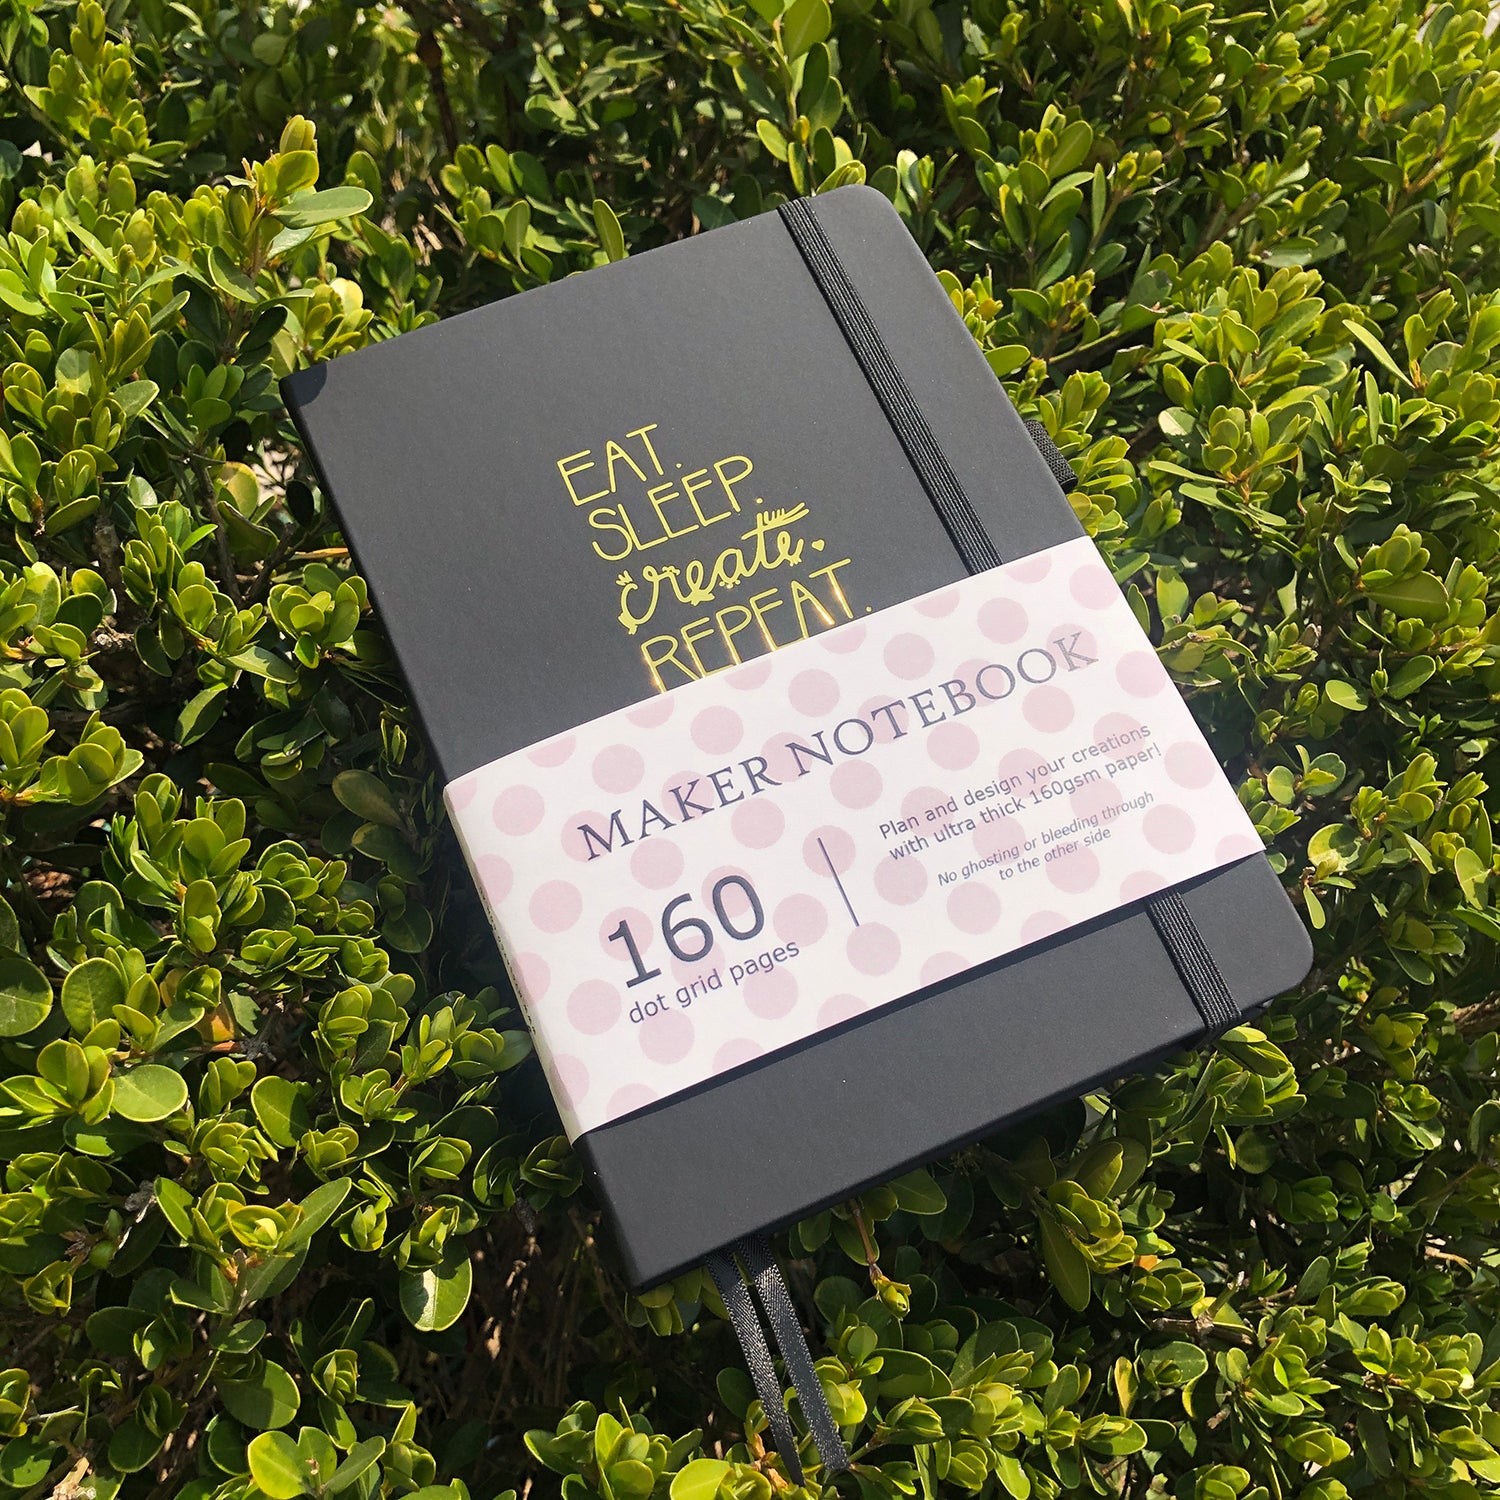 EAT.
SLEEP.
create.
REPEAT.
MAKER NOTEBOOK
160
dot grid pages
Plan and design your creations
with ultra thick 160gsm paper!
No ghosting or bleeding through
to the other side